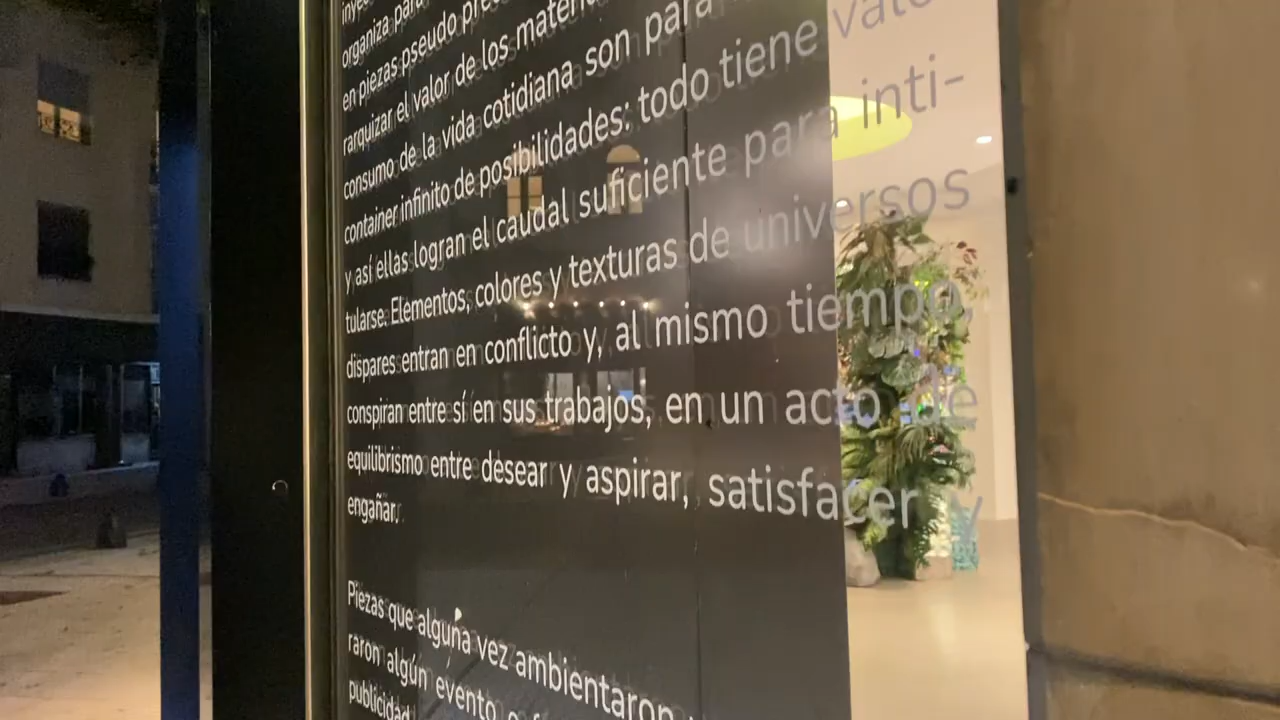 organiza para
en piezas pseudo prec
rarquizar el valor de los materi
consumo de la vida cotidiana son para
container infinito de posibilidades: todo tiene valo
y así ellas logran el caudal suficiente para inti-
tularse. Elementos, colores y texturas de universos
dispares entran en conflicto y, al mismo tiempo,
conspiran entre sí en sus trabajos, en un acto de
equilibrismo entre desear y aspirar, satisfacer y
engañar.
Piezas que alguna vez ambientaron
raron algún evento
publicidad